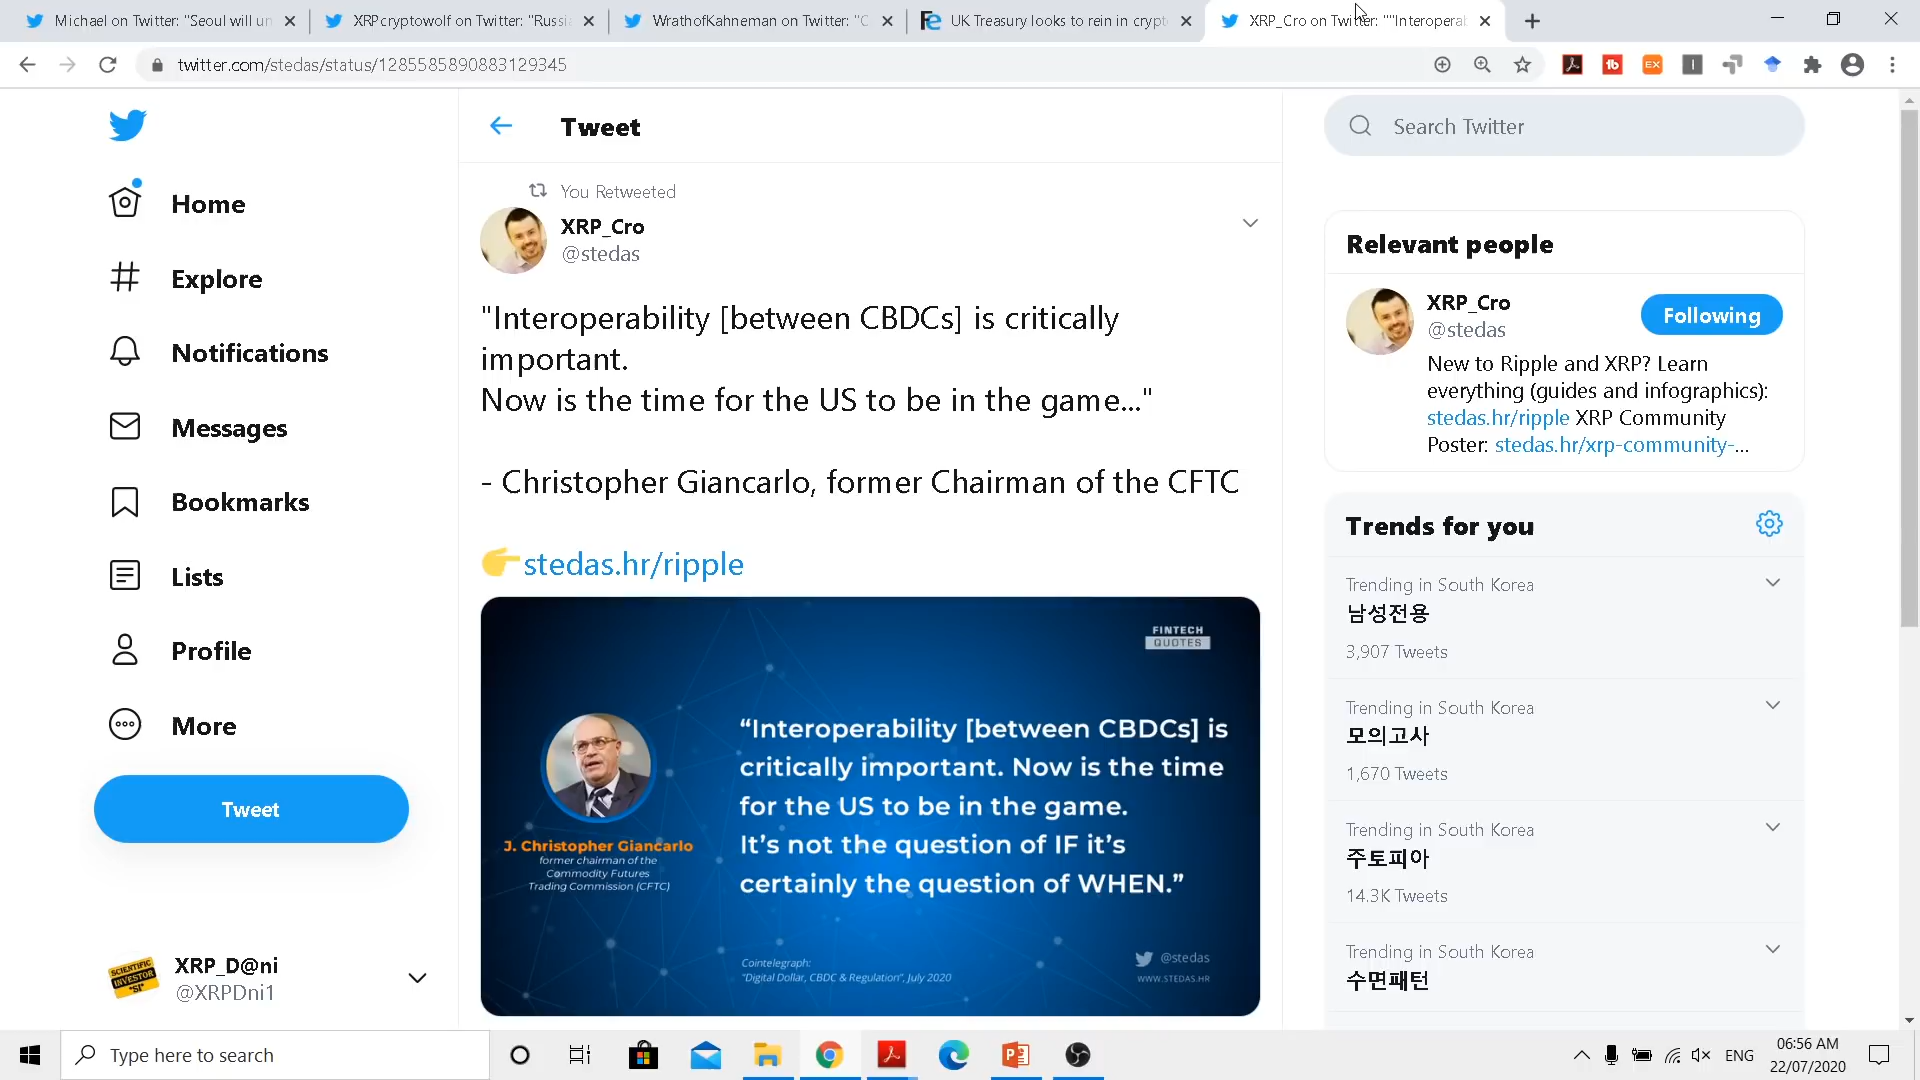 Michael on Twitter: "Seoul will un
XRPcryptowolf on Twitter: "Russi
WrathofKahneman on Twitter: "C
UK Treasury looks to rein in crypt
XRP_Cro on Twitter: ""Interoperab
twitter.com/stedas/status/1285585890883129345
Home
Explore
Notifications
Messages
Bookmarks
Lists
Profile
More
Tweet
XRP_D@ni
@XRPDni1
Tweet
You Retweeted
XRP_Cro
@stedas
"Interoperability [between CBDCs] is critically
important.
Now is the time for the US to be in the game..."
- Christopher Giancarlo, former Chairman of the CFTC
stedas.hr/ripple
FINTECH
QUOTES
"Interoperability [between CBDCs] is
critically important. Now is the time
for the US to be in the game.
It's not the question of IF it's
certainly the question of WHEN."
J. Christopher Giancarlo
former chairman of the
Commodity Futures
Trading Commission (CFTC)
Cointelegraph:
"Digital Dollar, CBDC & Regulation", July 2020
@stedas
WWW.STEDAS.HR
Search Twitter
Relevant people
XRP_Cro
@stedas
Following
New to Ripple and XRP? Learn
everything (guides and infographics):
stedas.hr/ripple XRP Community
Poster: stedas.hr/xrp-community-...
Trends for you
Trending in South Korea
남성전용
3,907 Tweets
Trending in South Korea
모의고사
1,670 Tweets
Trending in South Korea
주토피아
14.3K Tweets
Trending in South Korea
수면패턴
Type here to search
ENG
06:56 AM
22/07/2020